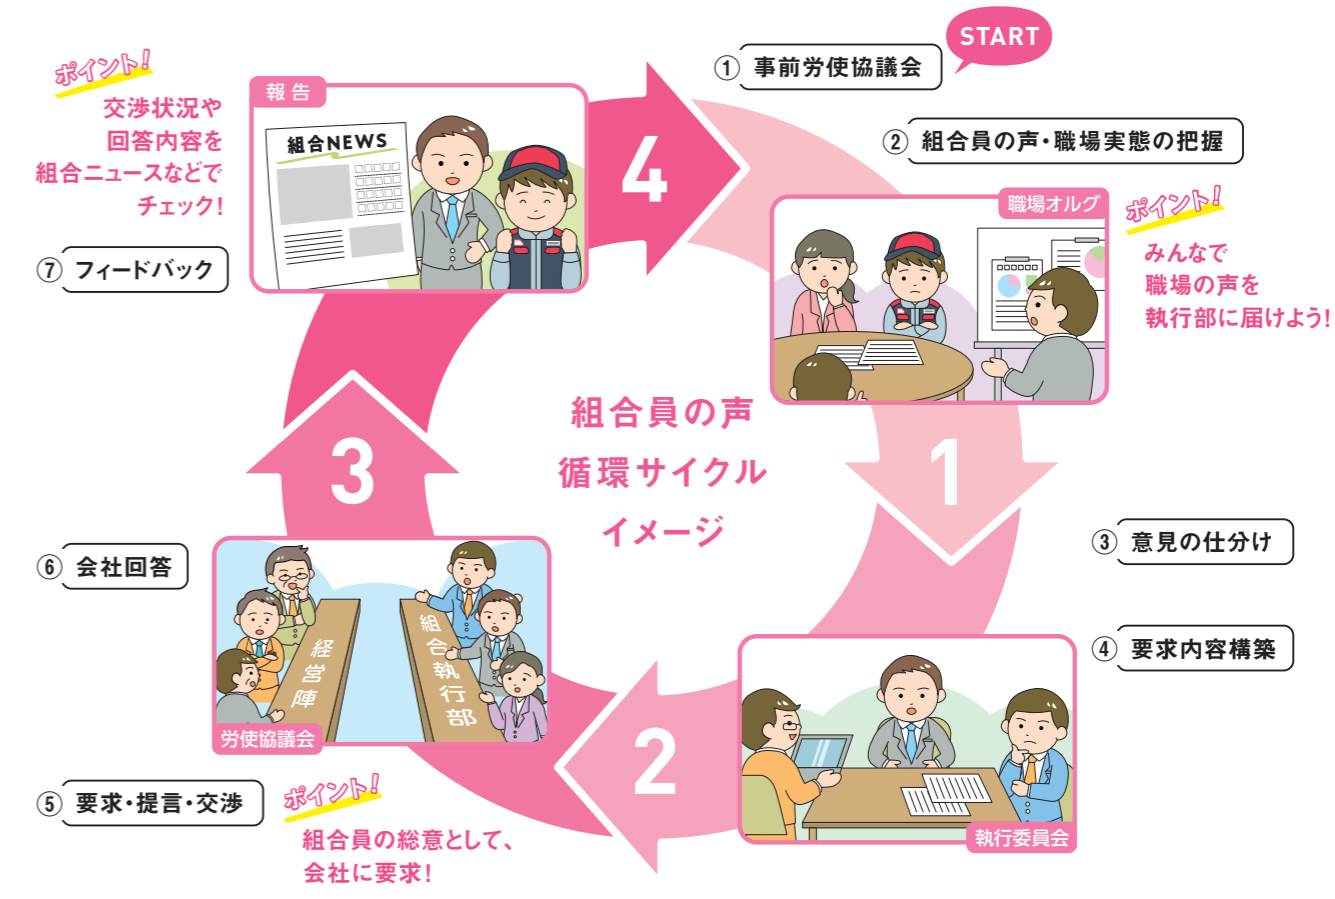 START
① 事前労使協議会
② 組合員の声・職場実態の把握
職場オルグ
ポイント!
みんなで
職場の声を
執行部に届けよう!
1
③ 意見の仕分け
④ 要求内容構築
執行委員会
2
⑤ 要求・提言・交渉
ポイント!
組合員の総意として、
会社に要求!
労使協議会
経営陣
組合執行部
⑥ 会社回答
3
⑦ フィードバック
報告
組合NEWS
ポイント!
交渉状況や
回答内容を
組合ニュースなどで
チェック!
4
組合員の声
循環サイクル
イメージ